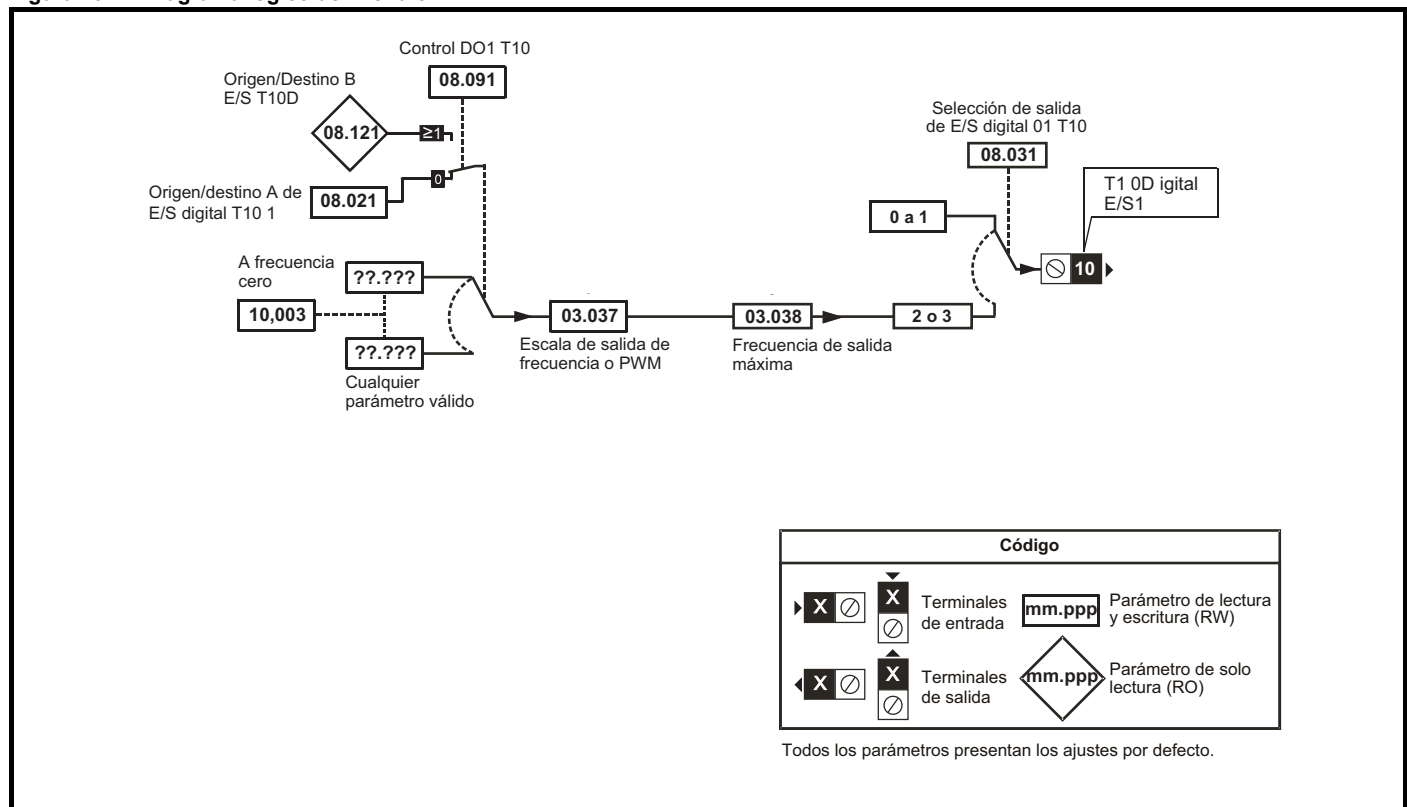 Control DO1 T10
08.091
Origen/Destino B
E/S T10D
08.121
≥1
0
Origen/destino A de
E/S digital T10 1
08.021
A frecuencia
cero
??.???
10,003
??.???
Cualquier
parámetro válido
03.037
Escala de salida de
frecuencia o PWM
03.038
Frecuencia de salida
máxima
2 o 3
0 a 1
Selección de salida
de E/S digital 01 T10
08.031
T1 0D igital
E/S1
10
Código
X
X
Terminales
de entrada
mm.ppp
Parámetro de lectura
y escritura (RW)
X
X
Terminales
de salida
mm.ppp
Parámetro de solo
lectura (RO)
Todos los parámetros presentan los ajustes por defecto.